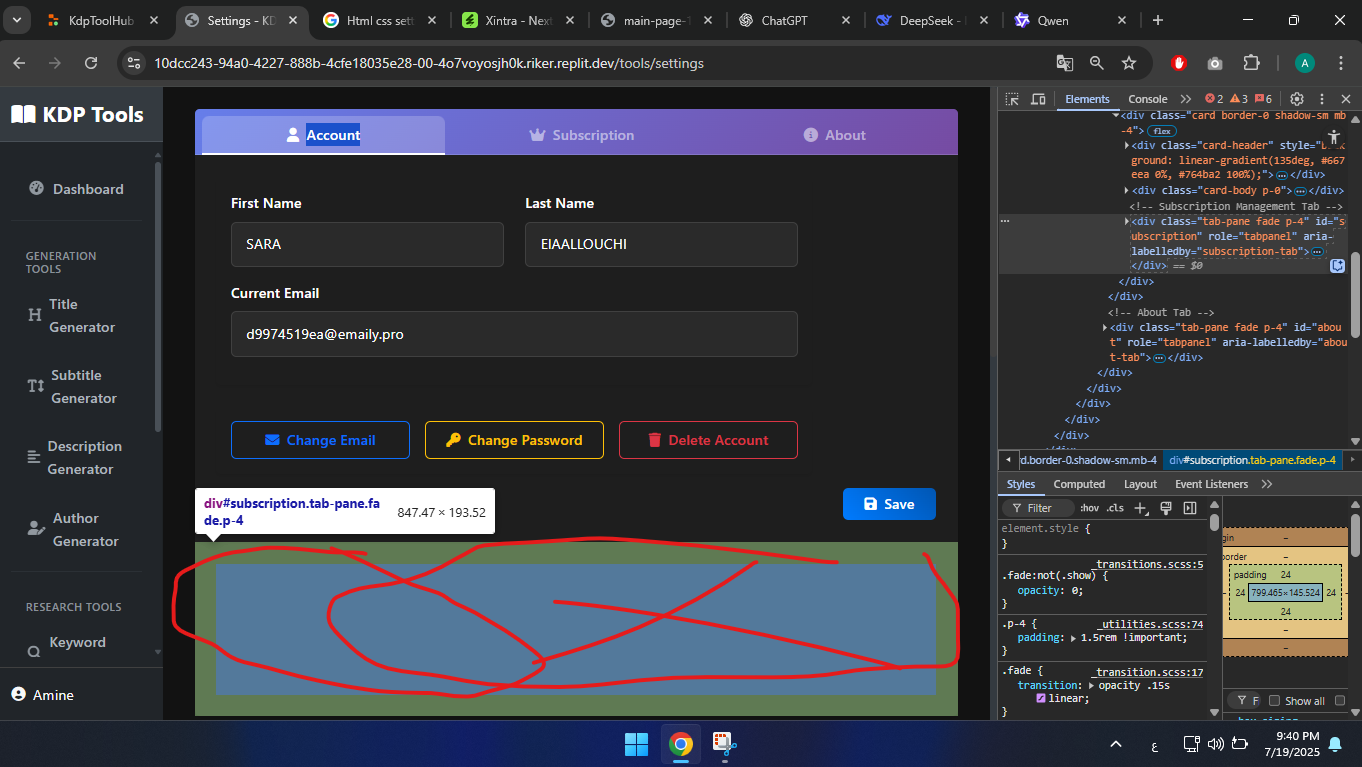 KdpToolHub
Settings - KD
Html css sett
Xintra - Next
main-page-1
ChatGPT
DeepSeek -
Qwen
10dcc243-94a0-4227-888b-4cfe18035e28-00-4o7voyosjh0k.riker.replit.dev/tools/settings
A
KDP Tools
Dashboard
GENERATION
TOOLS
Title
Generator
Subtitle
Generator
Description
Generator
Author
Generator
RESEARCH TOOLS
Keyword
Amine
Account
Subscription
About
First Name
Last Name
SARA
ElAALLOUCHI
Current Email
d9974519ea@emaily.pro
Change Email
Change Password
Delete Account
Save
div#subscription.tab-pane.fa
de.p-4
847.47 × 193.52
Elements
Console
2
3
6
<div class="card border-0 shadow-sm mb
-4"> flex
<div class="card-header" style="back
ground: linear-gradient(135deg, #667
eea 0%, #764ba2 100%);"> </div>
<div class="card-body p-0"> </div>
<!-- Subscription Management Tab -->
<div class="tab-pane fade p-4" id="s
ubscription" role="tabpanel" aria-
labelledby="subscription-tab">
</div> == $0
</div>
</div>
<!-- About Tab -->
<div class="tab-pane fade p-4" id="abou
t" role="tabpanel" aria-labelledby="abou
t-tab"> </div>
</div>
</div>
</div>
</div>
</div>
</div>
rd.border-0.shadow-sm.mb-4
div#subscription.tab-pane.fade.p-4
Styles
Computed
Layout
Event Listeners
Filter
:hov
.cls
element.style {
}
_transitions.scss:5
.fade:not(.show) {
opacity: 0;
}
.p-4 {
_utilities.scss:74
padding: 1.5rem !important;
}
.fade {
_transition.scss:17
transition: opacity .15s
linear;
}
gin
–
border
–
padding
24
24
799.465×145.524
24
24
–
–
F
Show all
ع
9:40 PM
7/19/2025